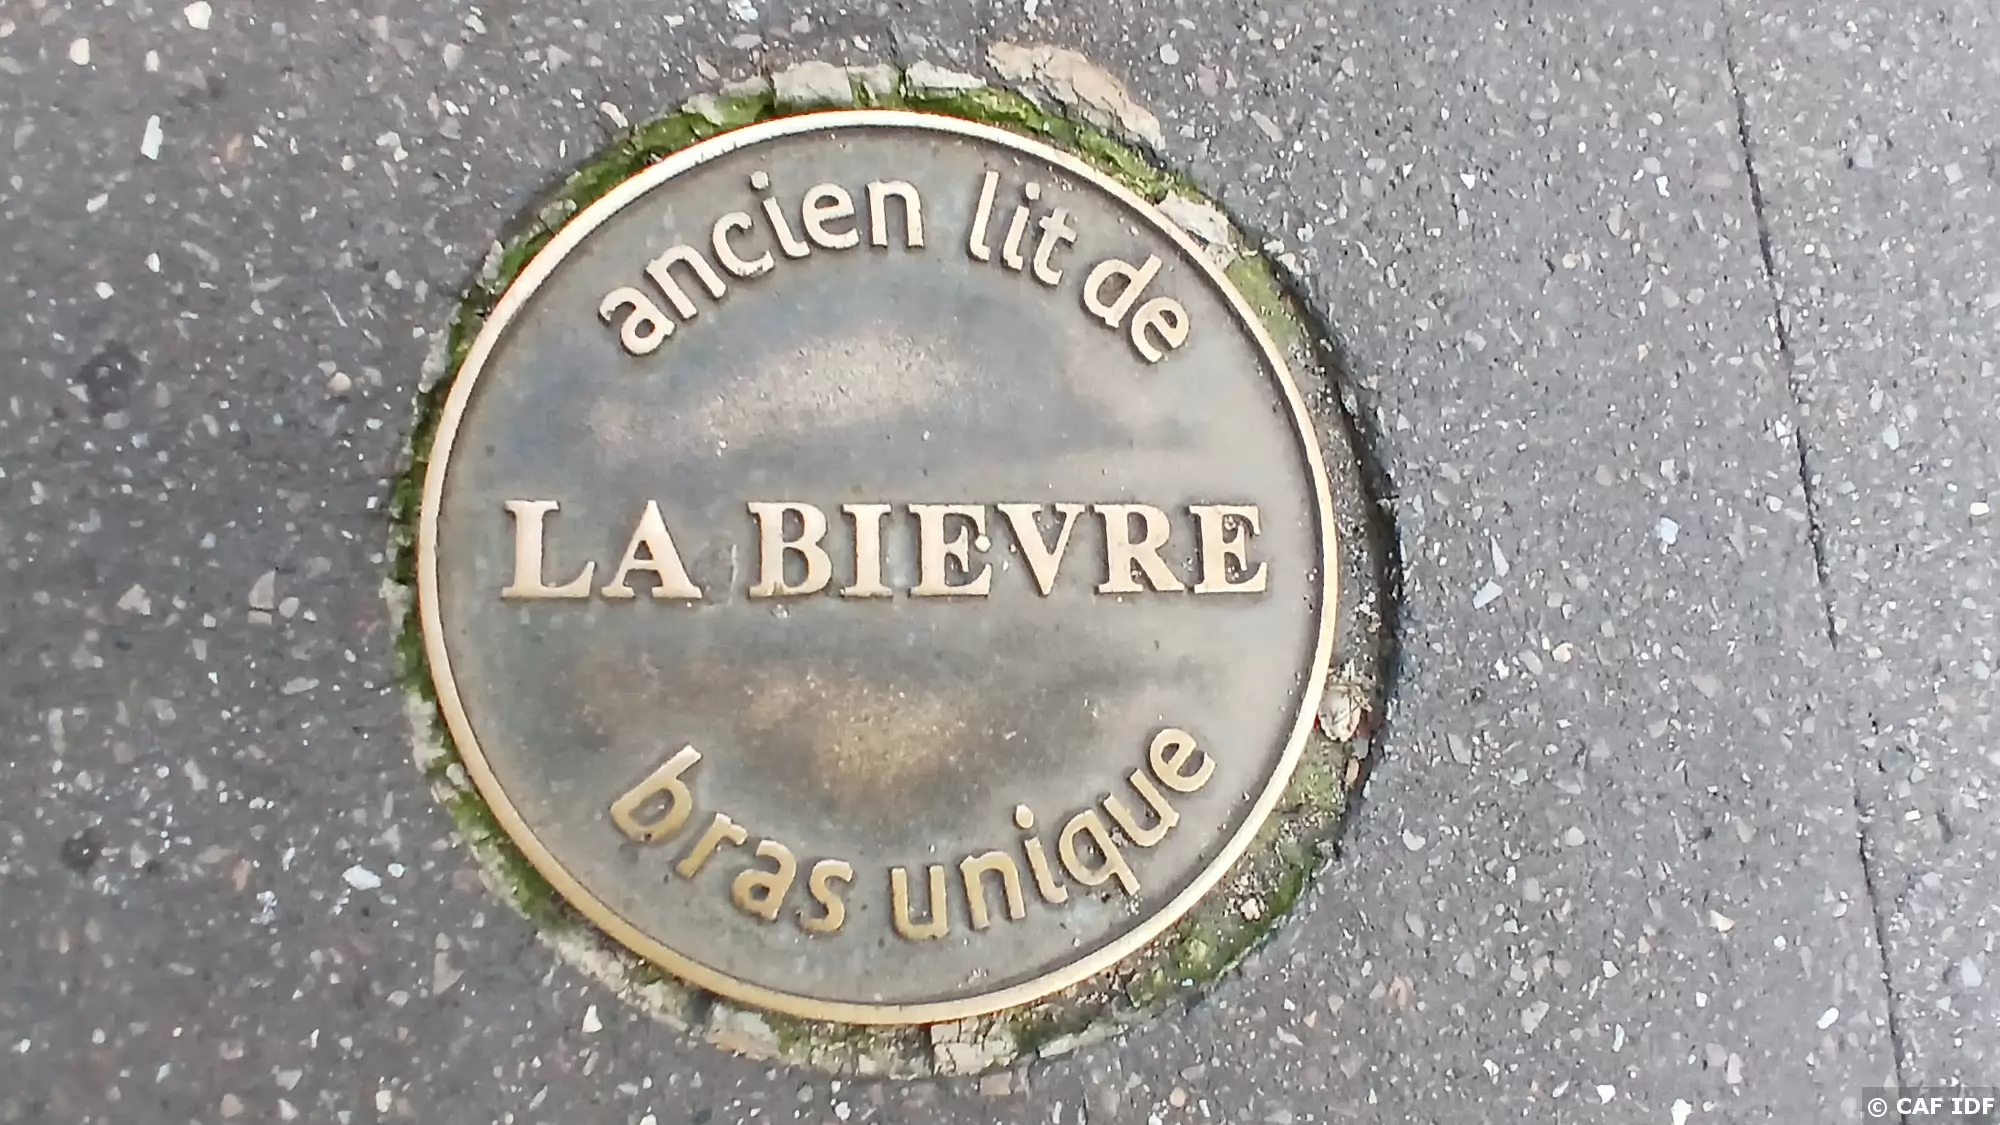 ancien lit de
LA BIEVRE
bras unique
© CAF IDF